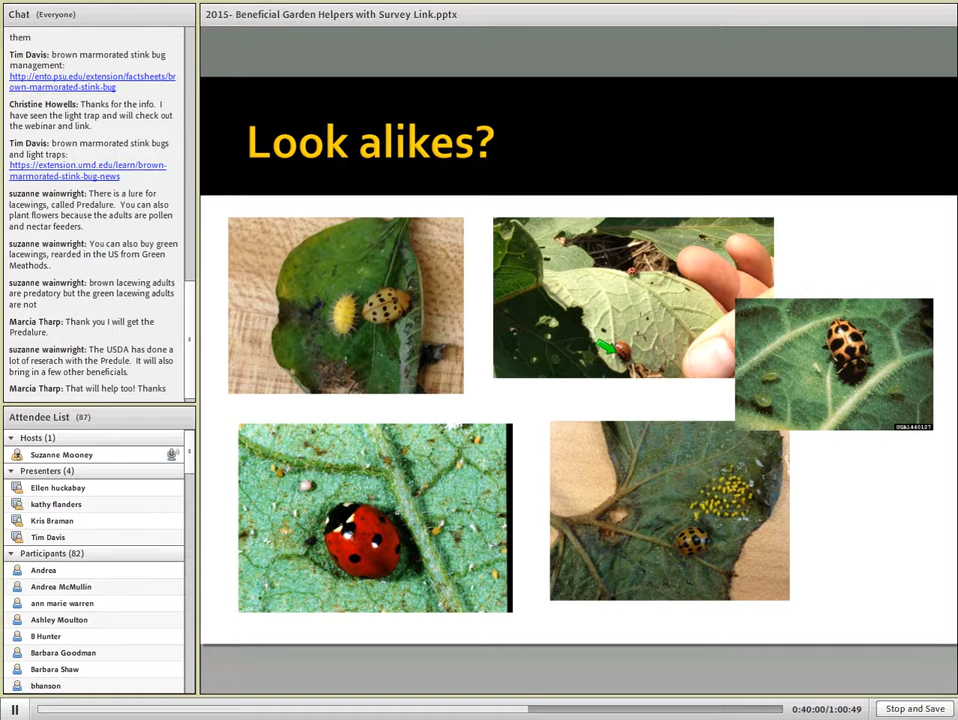 Chat (Everyone)
them
Tim Davis: brown marmorated stink bug
management:
http://ento.psu.edu/extension/factsheets/br
own-marmorated-stink-bug
Christine Howells: Thanks for the info. I
have seen the light trap and will check out
the webinar and link.
Tim Davis: brown marmorated stink bugs
and light traps:
https://extension.umd.edu/learn/brown-
marmorated-stink-bug-news
suzanne wainwright: There is a lure for
lacewings, called Predalure. You can also
plant flowers because the adults are pollen
and nectar feeders.
suzanne wainwright: You can also buy green
lacewings, rearded in the US from Green
Meathods..
suzanne wainwright: brown lacewing adults
are predatory but the green lacewing adults
are not
Marcia Tharp: Thank you I will get the
Predalure.
suzanne wainwright: The USDA has done a
lot of reserach with the Predule. It will also
bring in a few other beneficials.
Marcia Tharp: That will help too! Thanks
Attendee List (87)
Hosts (1)
Suzanne Mooney
Presenters (4)
Ellen huckabay
kathy flanders
Kris Braman
Tim Davis
Participants (82)
Andrea
Andrea McMullin
ann marie warren
Ashley Moulton
B Hunter
Barbara Goodman
Barbara Shaw
bhanson
2015- Beneficial Garden Helpers with Survey Link.pptx
Look alikes?
UGA1440127
0:40:00/1:00:49
Stop and Save